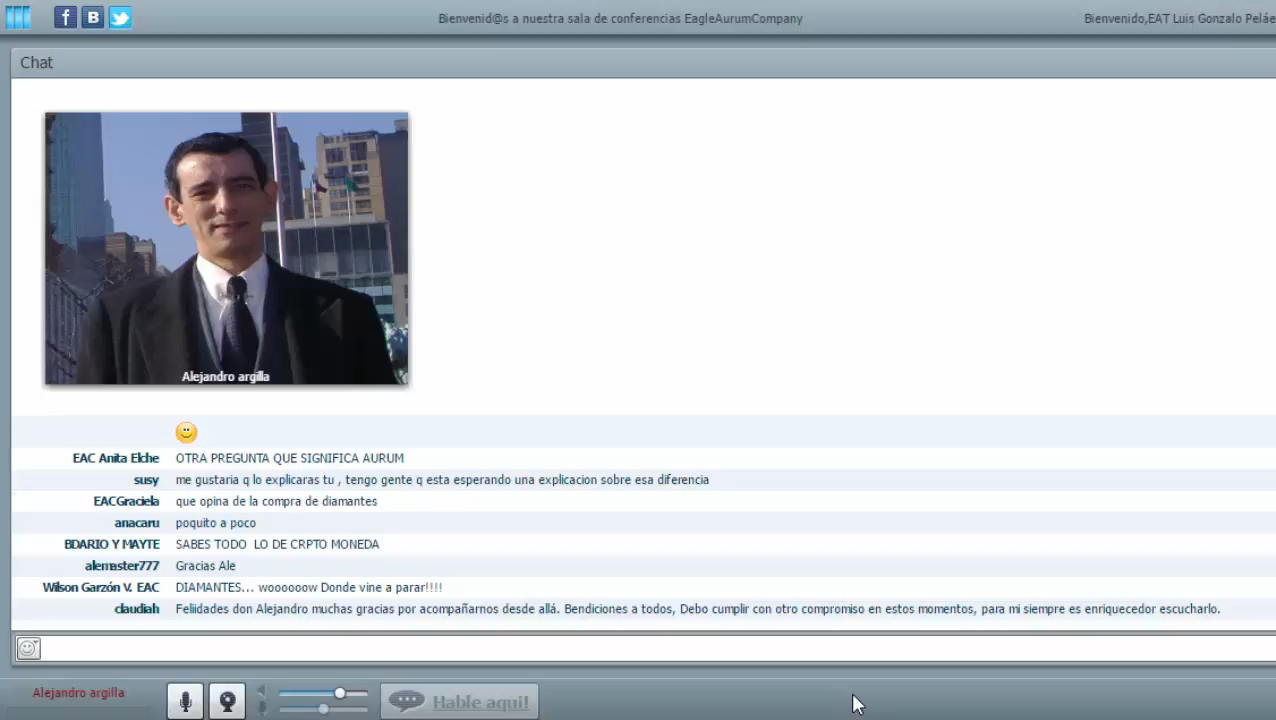 Bienvenid@s a nuestra sala de conferencias EagleAurumCompany
Bienvenido,EAT Luis Gonzalo Peláe
Chat
Alejandro argilla
EAC Anita Elche OTRA PREGUNTA QUE SIGNIFICA AURUM
susy me gustaria q lo explicaras tu , tengo gente q esta esperando una explicacion sobre esa diferencia
EACGraciela que opina de la compra de diamantes
anacaru poquito a poco
BDARIO Y MAYTE SABES TODO LO DE CRPTO MONEDA
alemaster777 Gracias Ale
Wilson Garzón V. EAC DIAMANTES... woooooow Donde vine a parar!!!!
claudiah Feliidades don Alejandro muchas gracias por acompañarnos desde allá. Bendiciones a todos, Debo cumplir con otro compromiso en estos momentos, para mi siempre es enriquecedor escucharlo.
Alejandro argilla
Hable aqui!